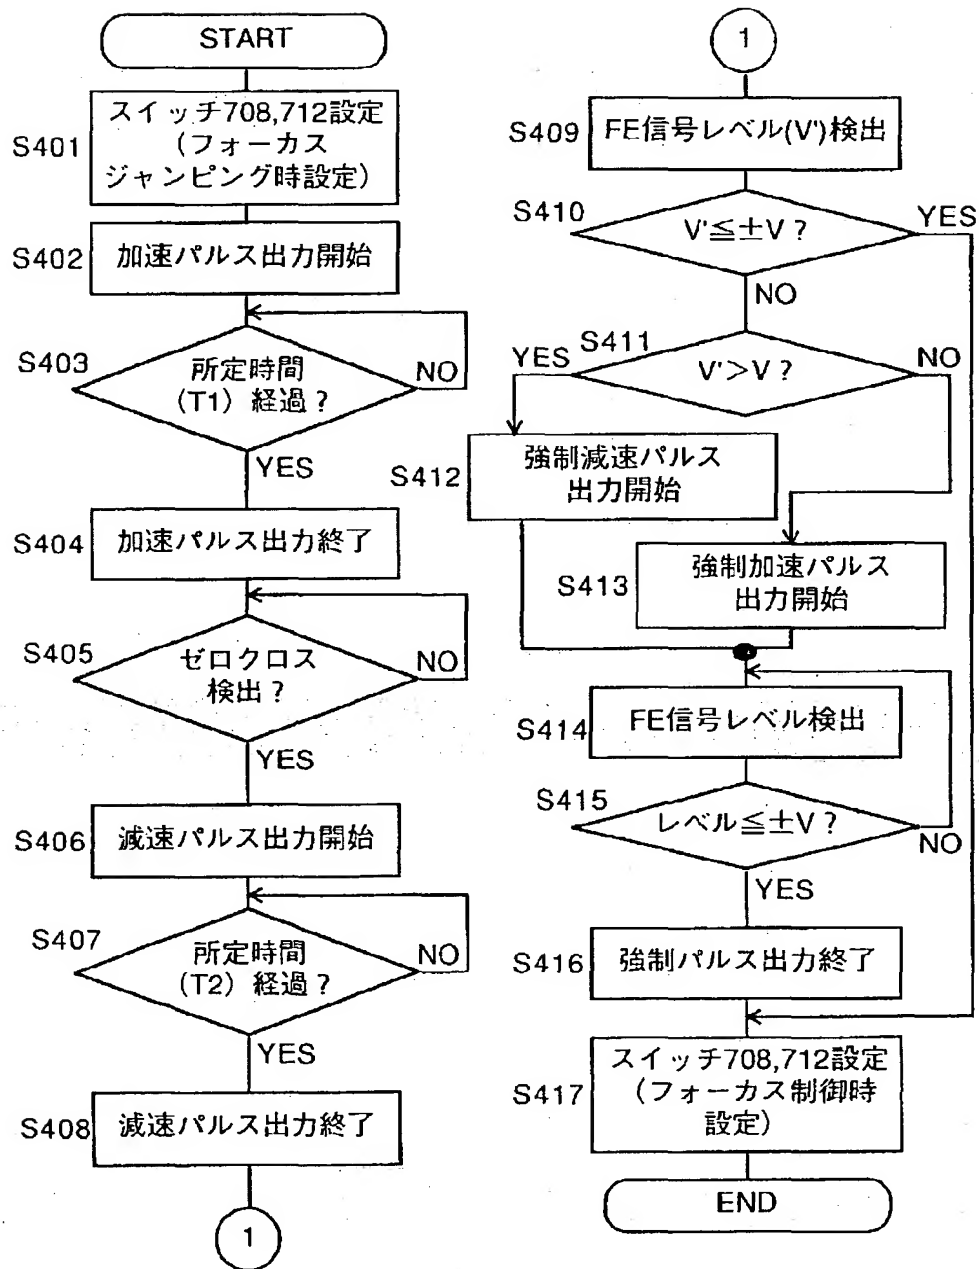 START
S401
スイッチ708,712設定
(フォーカス
ジャンピング時設定)
S402
加速パルス出力開始
S403
所定時間
(T1) 経過?
NO
YES
S404
加速パルス出力終了
S405
ゼロクロス
検出?
NO
YES
S406
減速パルス出力開始
S407
所定時間
(T2) 経過?
NO
YES
S408
減速パルス出力終了
1
1
S409
FE信号レベル(V')検出
S410
V'≦±V?
YES
NO
S411
V'>V?
YES
NO
S412
強制減速パルス
出力開始
S413
強制加速パルス
出力開始
S414
FE信号レベル検出
S415
レベル≦±V?
NO
YES
S416
強制パルス出力終了
S417
スイッチ708,712設定
(フォーカス制御時
設定)
END